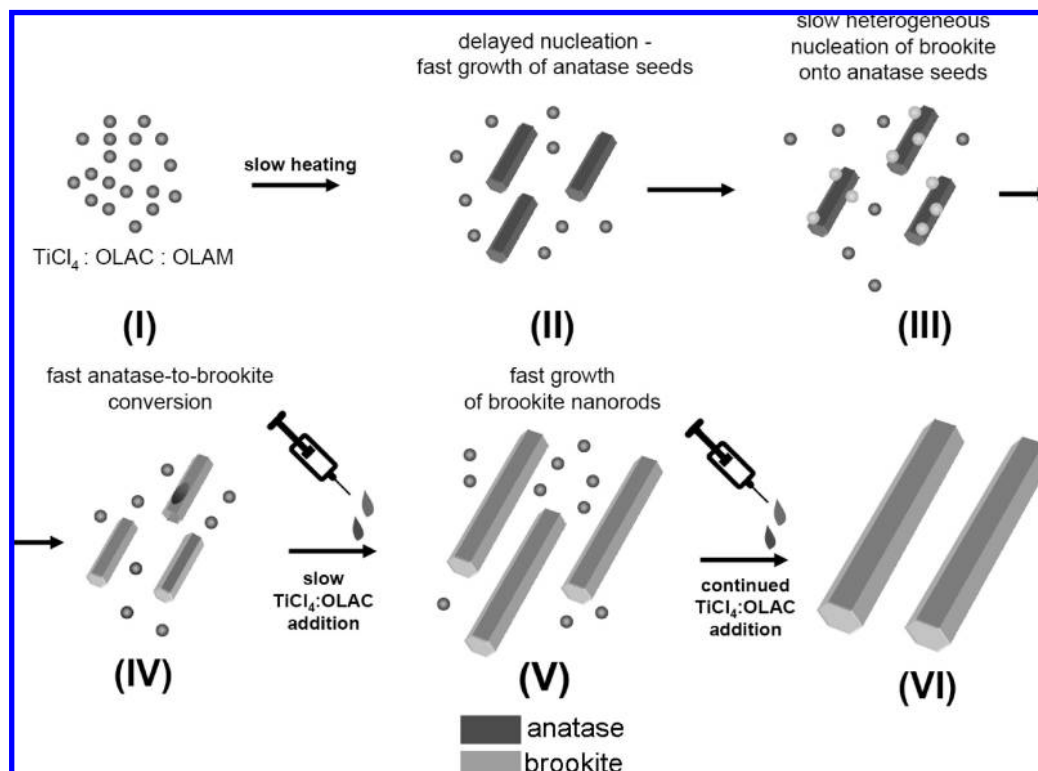 delayed nucleation -
fast growth of anatase seeds
slow heterogeneous
nucleation of brookite
onto anatase seeds
slow heating
TiCl₄ : OLAC : OLAM
(I)
(II)
(III)
fast anatase-to-brookite
conversion
fast growth
of brookite nanorods
slow
TiCl₄:OLAC
addition
continued
TiCl₄:OLAC
addition
(IV)
(V)
(VI)
anatase
brookite